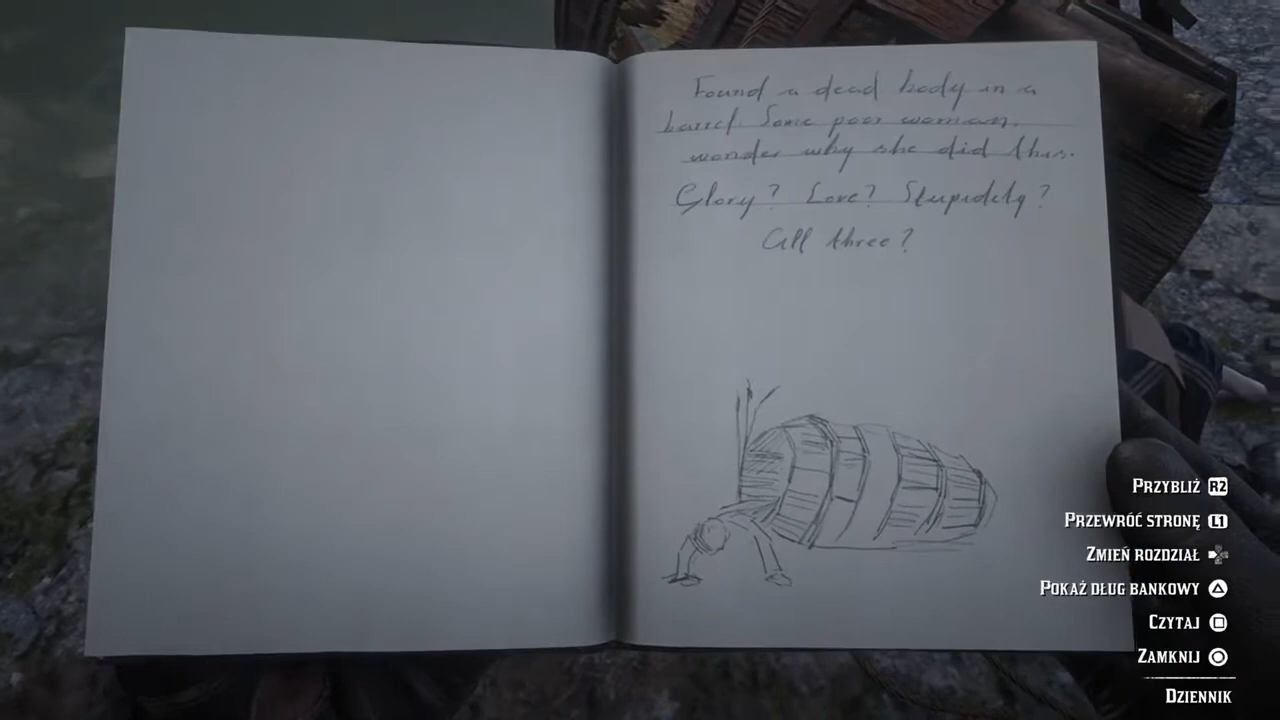 Found a dead body in a
barrel. Some poor woman.
wonder why she did this.
Glory? Love? Stupidity?
All three?
PRZYBLIŻ R2
PRZEWRÓĆ STRONĘ L1
ZMIEŃ ROZDZIAŁ
POKAŻ DŁUG BANKOWY
CZYTAJ
ZAMKNIJ
DZIENNIK